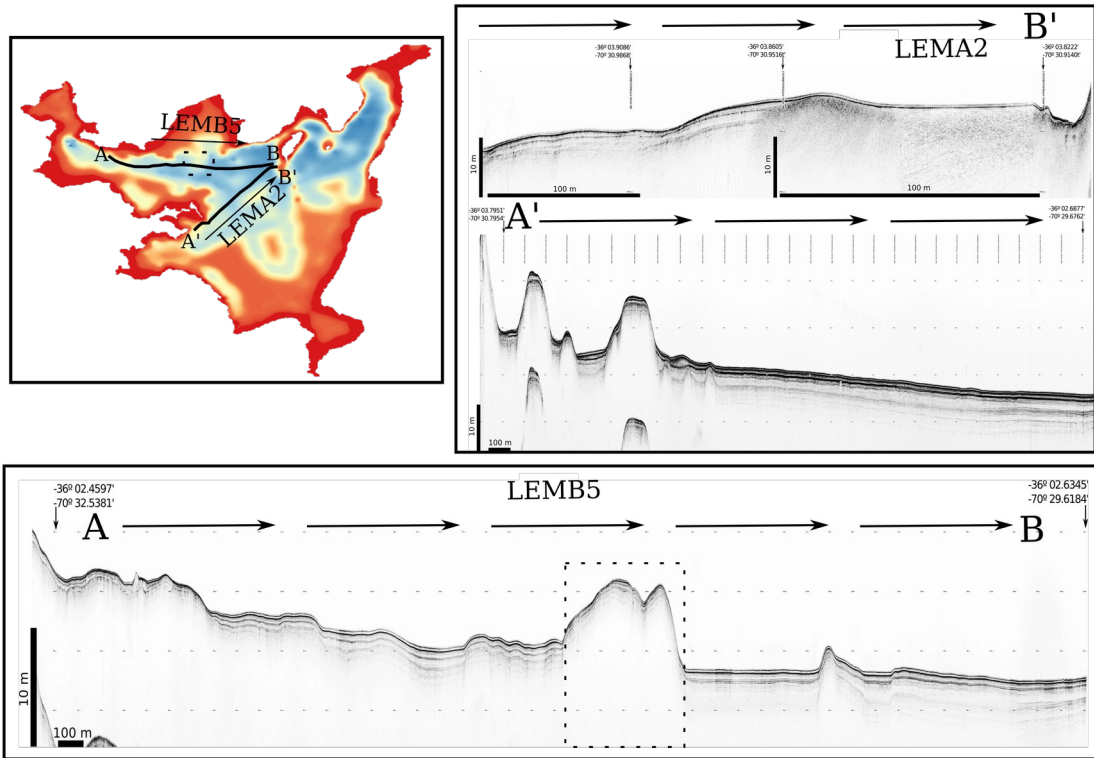 LEMB5
A
B
B'
LEMA2
A'
B'
LEMA2
-36º 03.9086'
-70º 30.9868'
-36º 03.8605'
-70º 30.9516'
-36º 03.8222'
-70º 30.9140'
10 m
100 m
10 m
100 m
-36º 03.7951'
-70º 30.7954'
A'
-36º 02.6877'
-70º 29.6762'
10 m
100 m
LEMB5
-36º 02.4597'
-70º 32.5381'
A
B
-36º 02.6345'
-70º 29.6184'
10 m
100 m